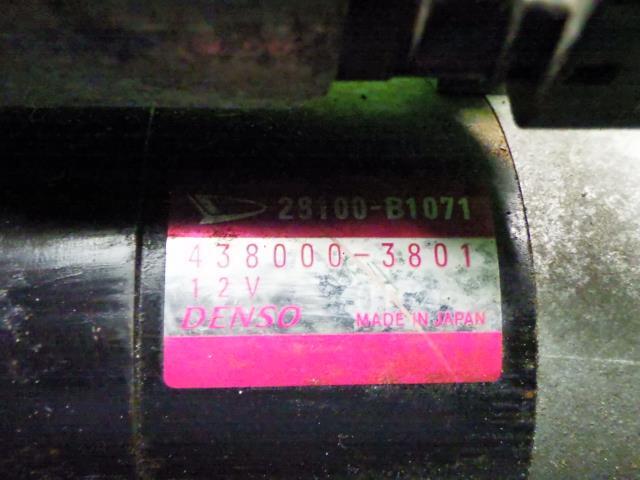 28100-B1071
438000-3801
12V
DENSO MADE IN JAPAN